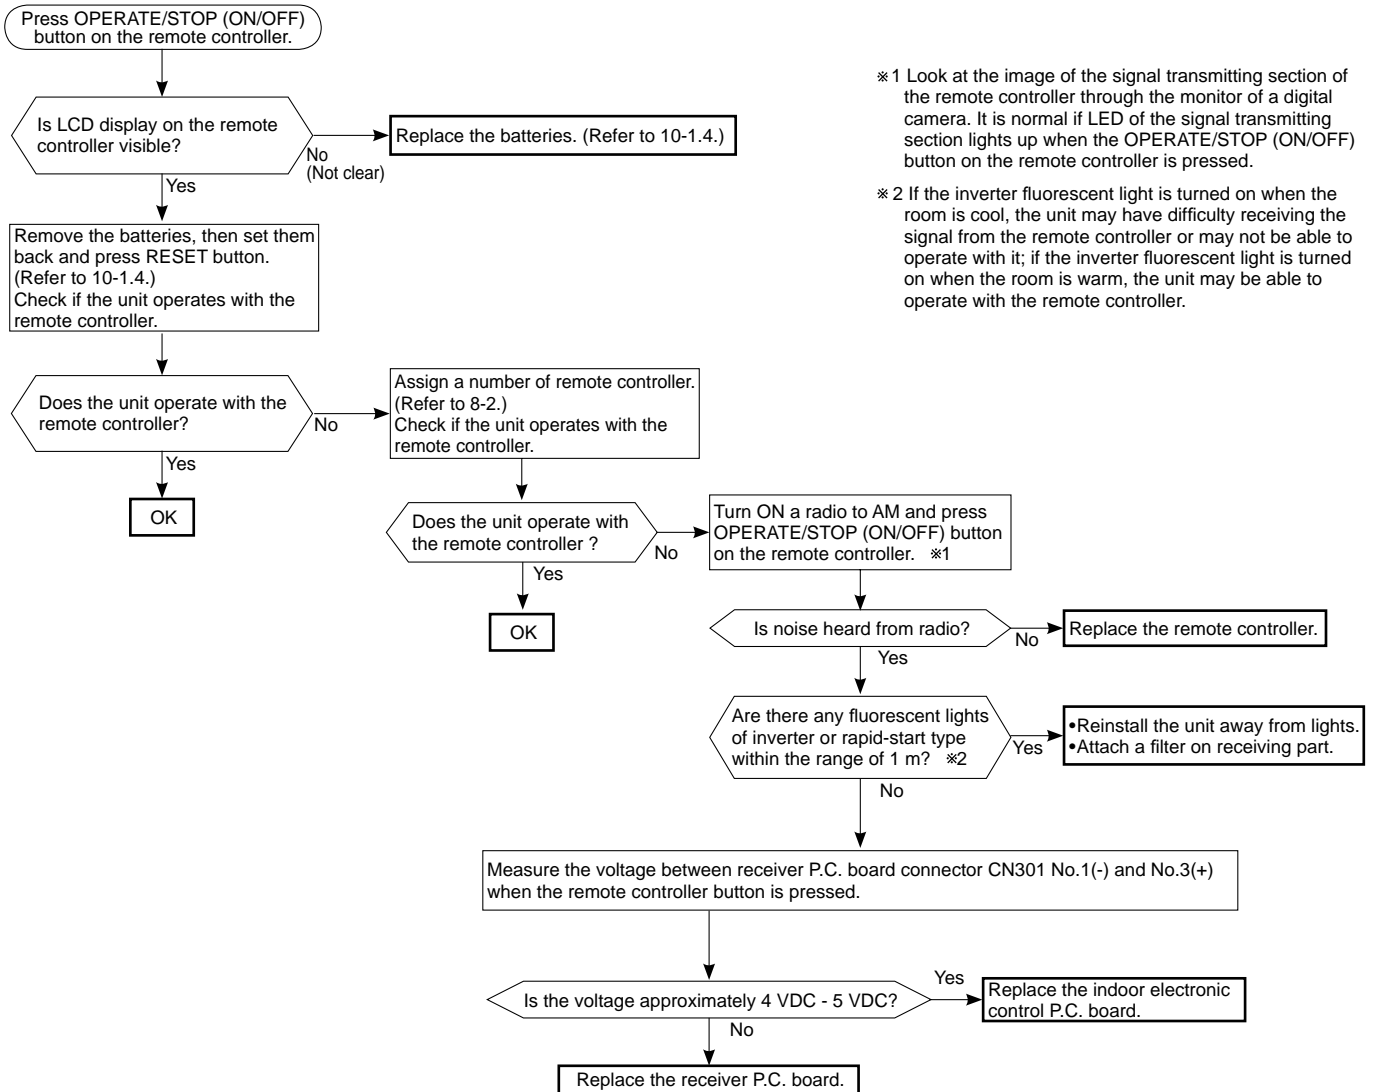 Press OPERATE/STOP (ON/OFF)
button on the remote controller.
Is LCD display on the remote
controller visible?
No
(Not clear)
Replace the batteries. (Refer to 10-1.4.)
Yes
Remove the batteries, then set them
back and press RESET button.
(Refer to 10-1.4.)
Check if the unit operates with the
remote controller.
Does the unit operate with the
remote controller?
No
Yes
OK
Assign a number of remote controller.
(Refer to 8-2.)
Check if the unit operates with the
remote controller.
Does the unit operate with
the remote controller ?
No
Yes
OK
Turn ON a radio to AM and press
OPERATE/STOP (ON/OFF) button
on the remote controller. ※1
Is noise heard from radio?
No
Replace the remote controller.
Yes
Are there any fluorescent lights
of inverter or rapid-start type
within the range of 1 m? ※2
Yes
•Reinstall the unit away from lights.
•Attach a filter on receiving part.
No
Measure the voltage between receiver P.C. board connector CN301 No.1(-) and No.3(+)
when the remote controller button is pressed.
Is the voltage approximately 4 VDC - 5 VDC?
Yes
Replace the indoor electronic
control P.C. board.
No
Replace the receiver P.C. board.
※1 Look at the image of the signal transmitting section of
the remote controller through the monitor of a digital
camera. It is normal if LED of the signal transmitting
section lights up when the OPERATE/STOP (ON/OFF)
button on the remote controller is pressed.
※2 If the inverter fluorescent light is turned on when the
room is cool, the unit may have difficulty receiving the
signal from the remote controller or may not be able to
operate with it; if the inverter fluorescent light is turned
on when the room is warm, the unit may be able to
operate with the remote controller.